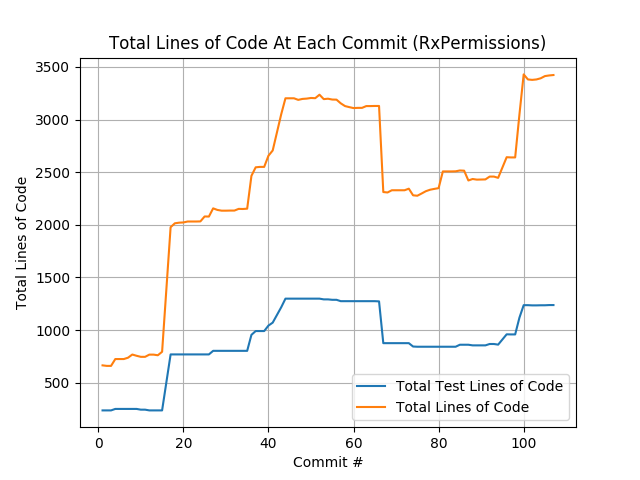 Total Lines of Code At Each Commit (RxPermissions)
Total Lines of Code
3500
3000
2500
2000
1500
1000
500
0
20
40
60
80
100
Commit #
Total Test Lines of Code
Total Lines of Code